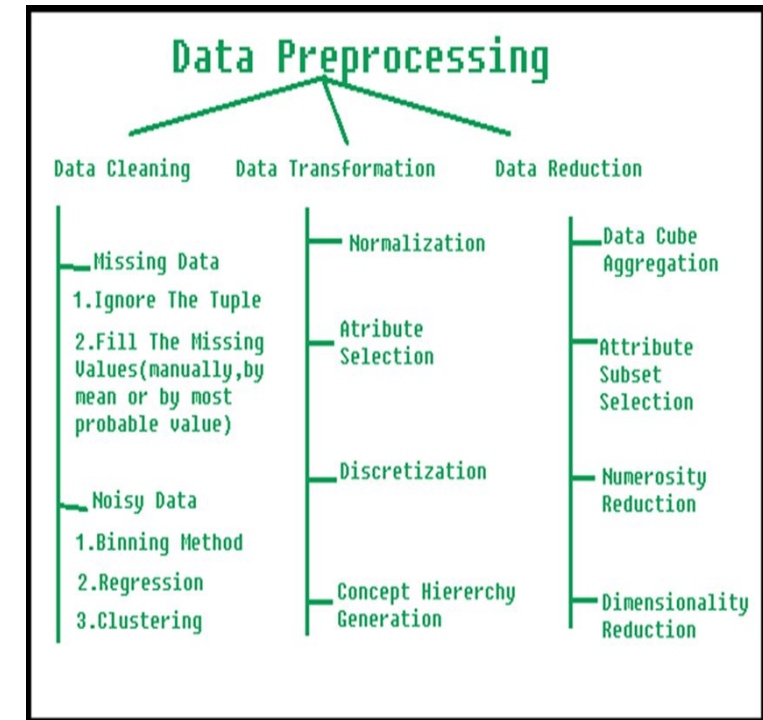 Data Preprocessing
Data Cleaning
Missing Data
1.Ignore The Tuple
2.Fill The Missing
Values(manually,by
mean or by most
probable value)
Noisy Data
1.Binning Method
2.Regression
3.Clustering
Data Transformation
Normalization
Atribute
Selection
Discretization
Concept Hiererchy
Generation
Data Reduction
Data Cube
Aggregation
Attribute
Subset
Selection
Numerosity
Reduction
Dimensionality
Reduction